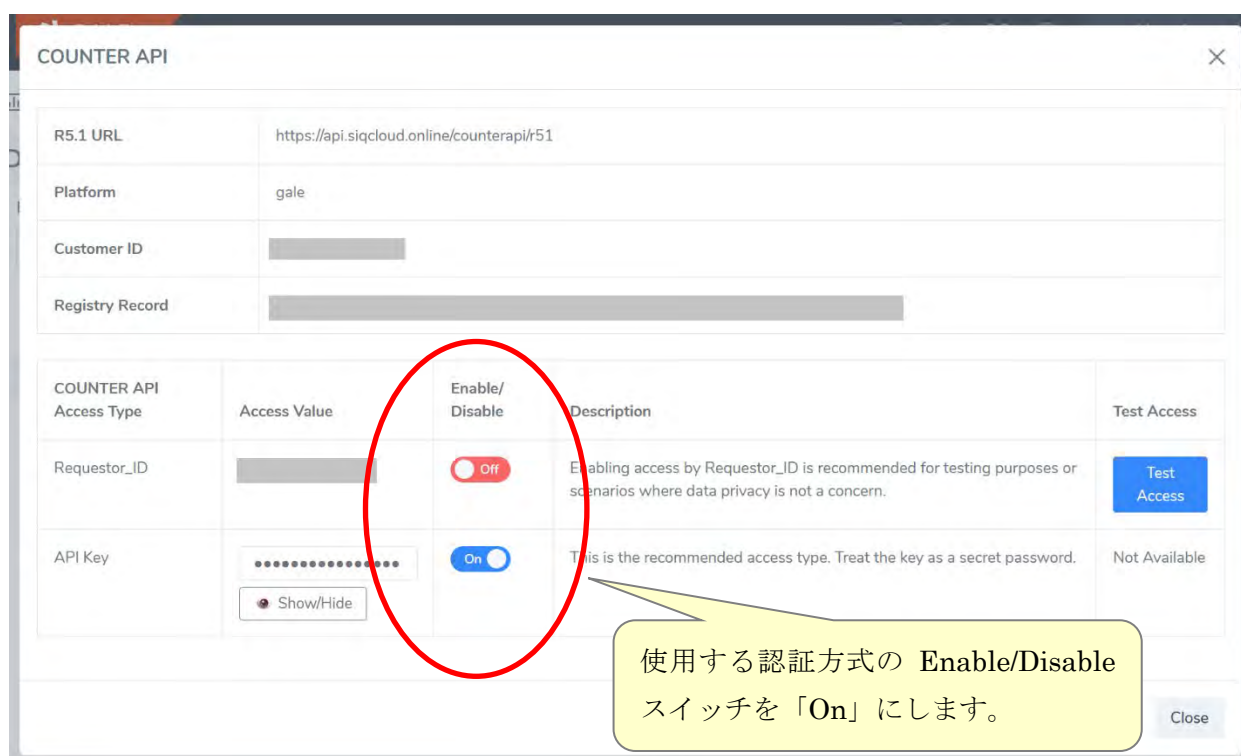 COUNTER API
R5.1 URL https://api.siqcloud.online/counterapi/r51
Platform gale
Customer ID
Registry Record
COUNTER API
Access Type
Access Value
Enable/
Disable
Description
Test Access
Requestor_ID
Off
Enabling access by Requestor_ID is recommended for testing purposes or
scenarios where data privacy is not a concern.
Test
Access
API Key
On
This is the recommended access type. Treat the key as a secret password.
Not Available
Show/Hide
使用する認証方式の Enable/Disable
スイッチを「On」にします。
Close